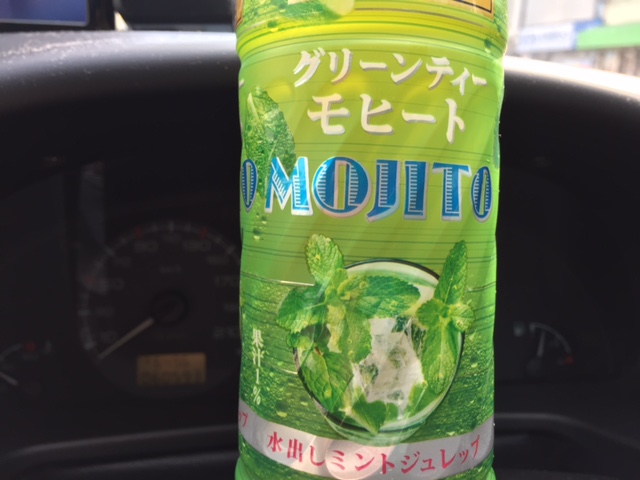 グリーンティー
モヒート
MOJITO
果汁1%
水出しミントジュレップ